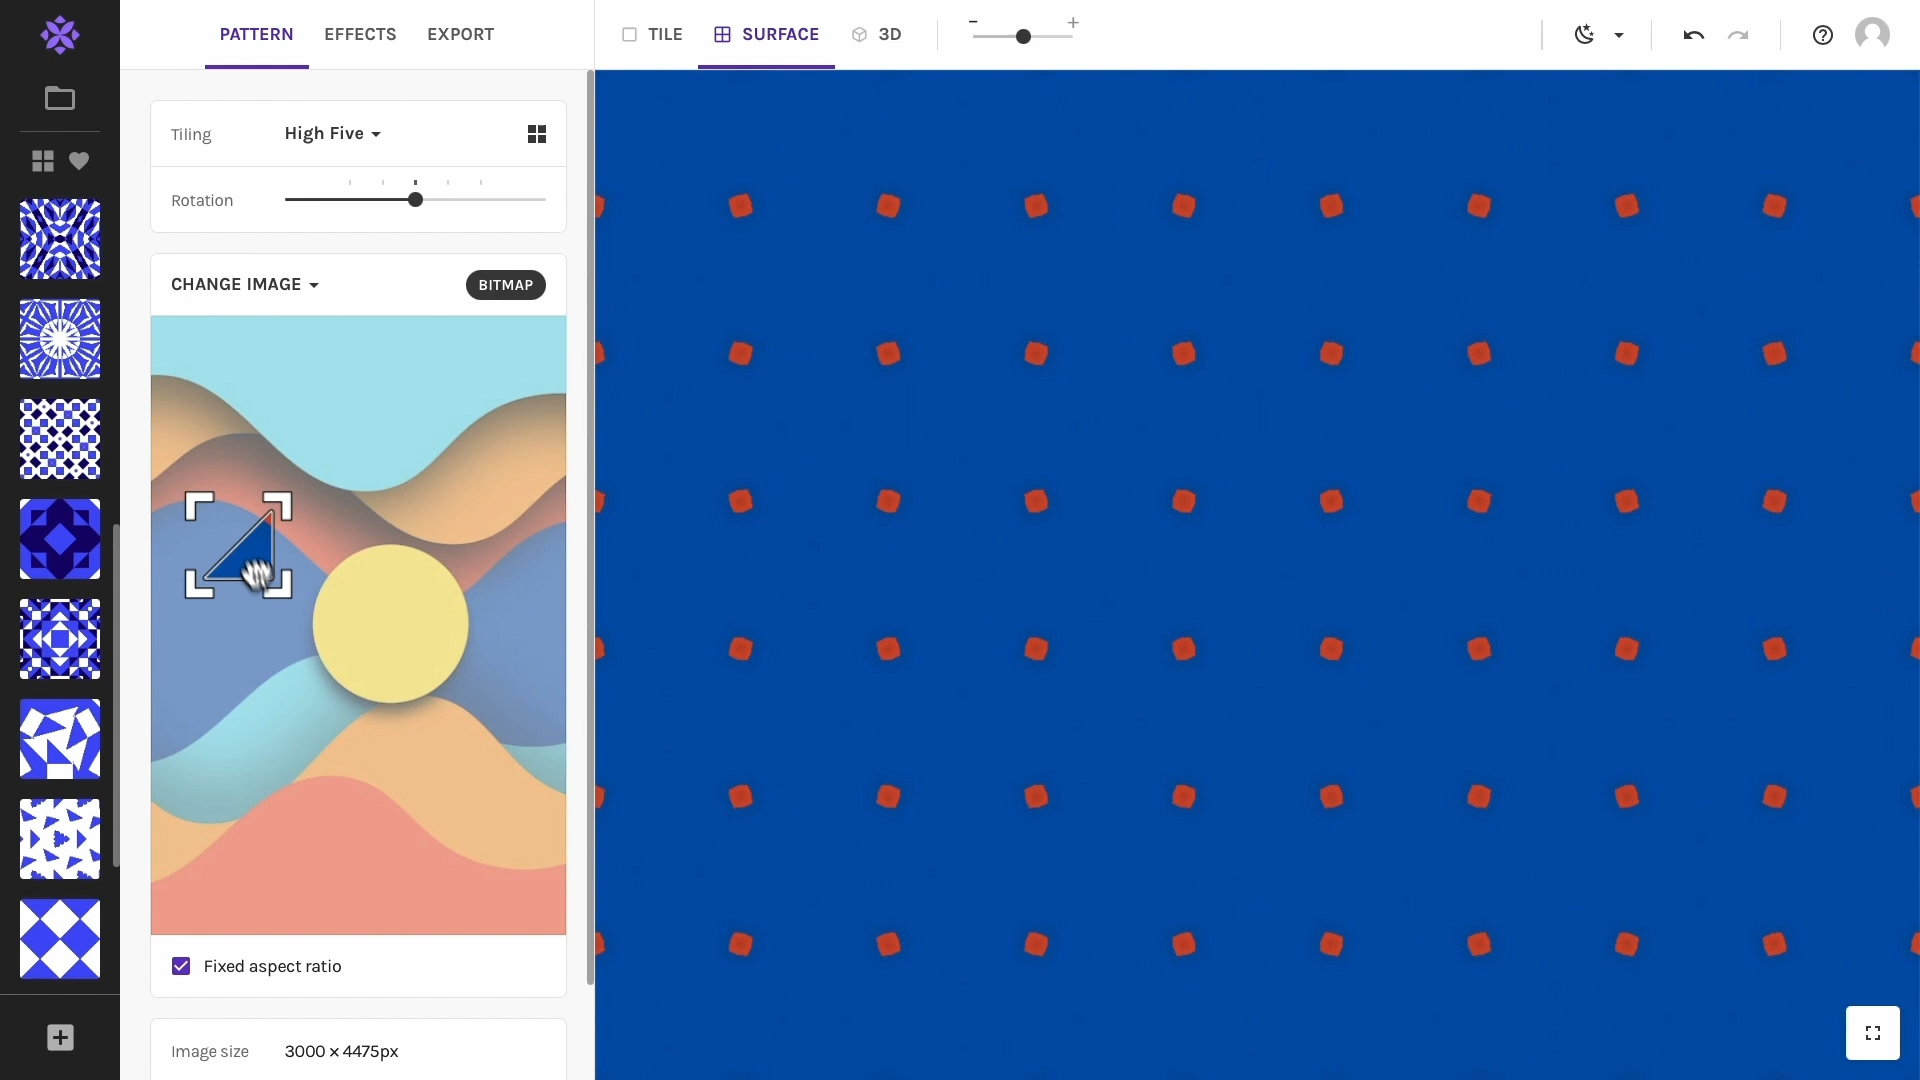 PATTERN EFFECTS EXPORT
TILE SURFACE 3D
Tiling High Five
Rotation
CHANGE IMAGE BITMAP
Fixed aspect ratio
Image size 3000 × 4475px